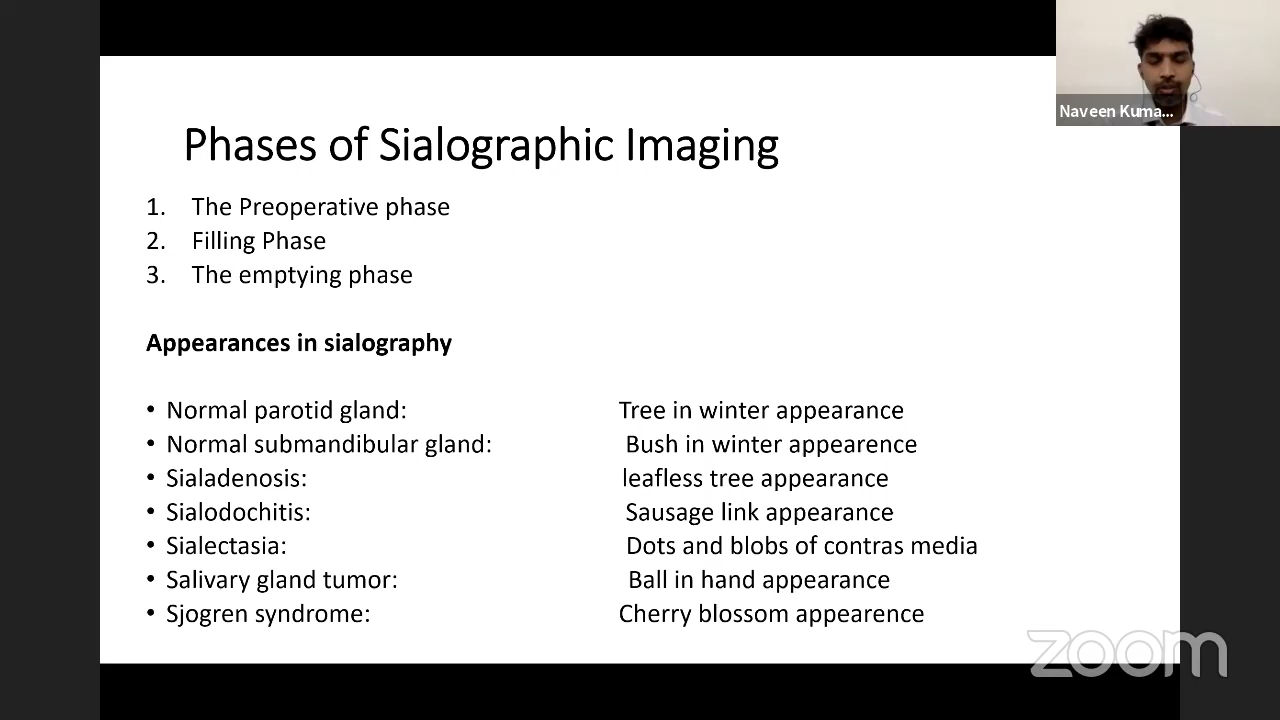 Naveen Kuma...
Phases of Sialographic Imaging
1. The Preoperative phase
2. Filling Phase
3. The emptying phase
Appearances in sialography
• Normal parotid gland: Tree in winter appearance
• Normal submandibular gland: Bush in winter appearence
• Sialadenosis: leafless tree appearance
• Sialodochitis: Sausage link appearance
• Sialectasia: Dots and blobs of contras media
• Salivary gland tumor: Ball in hand appearance
• Sjogren syndrome: Cherry blossom appearence
zoom